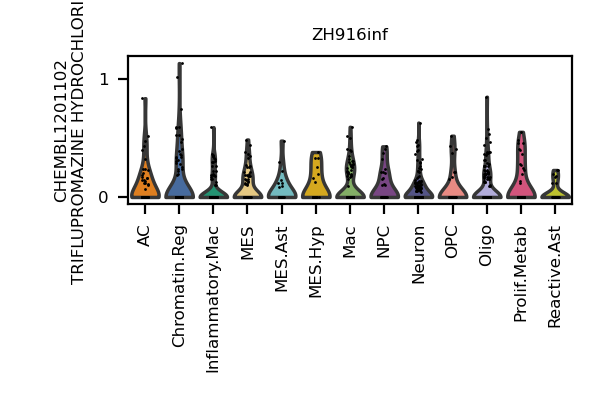 ZH916inf
CHEMBL1201102
TRIFLUPROMAZINE HYDROCHLORI
1
0
AC
Chromatin.Reg
Inflammatory.Mac
MES
MES.Ast
MES.Hyp
Mac
NPC
Neuron
OPC
Oligo
Prolif.Metab
Reactive.Ast